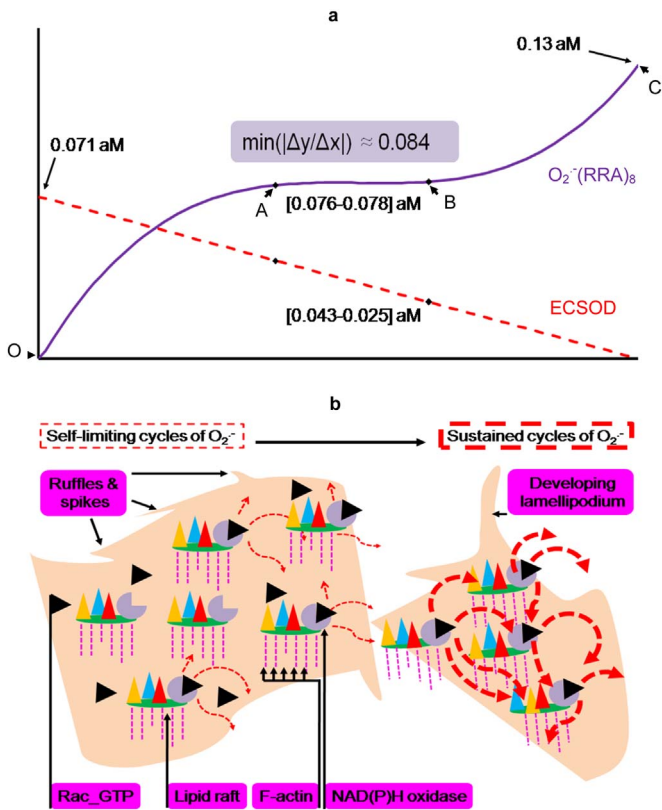 a
0.13 aM
C
0.071 aM
min(|Δy/Δx|) ≈ 0.084
O₂·⁻(RRA)₈
A
B
[0.076-0.078] aM
[0.043-0.025] aM
ECSOD
O
b
Self-limiting cycles of O₂·⁻
Sustained cycles of O₂·⁻
Ruffles &
spikes
Developing
lamellipodium
Rac_GTP
Lipid raft
F-actin
NAD(P)H oxidase